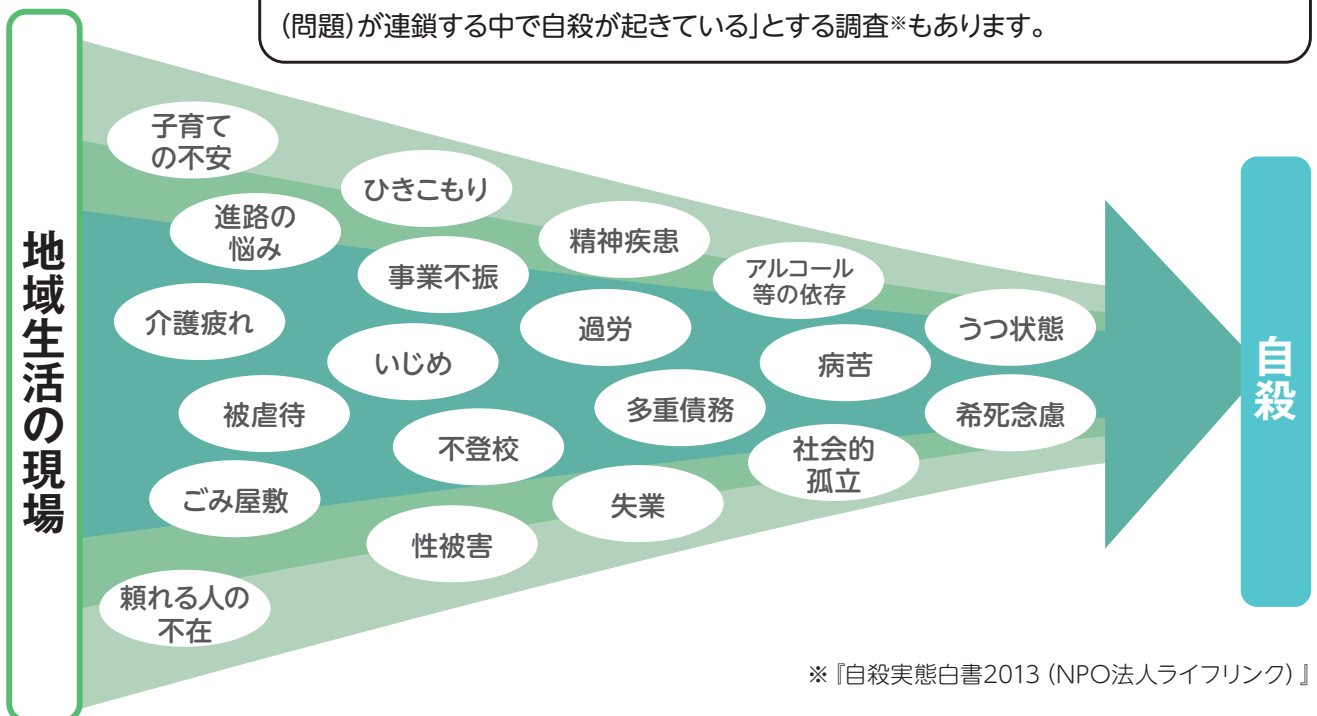 (問題)が連鎖する中で自殺が起きている」とする調査※もあります。
地域生活の現場
子育て
の不安
ひきこもり
進路の
悩み
精神疾患
事業不振
アルコール
等の依存
介護疲れ
過労
うつ状態
いじめ
病苦
被虐待
多重債務
希死念慮
不登校
社会的
孤立
ごみ屋敷
失業
性被害
頼れる人の
不在
自殺
※『自殺実態白書2013 (NPO法人ライフリンク) 』